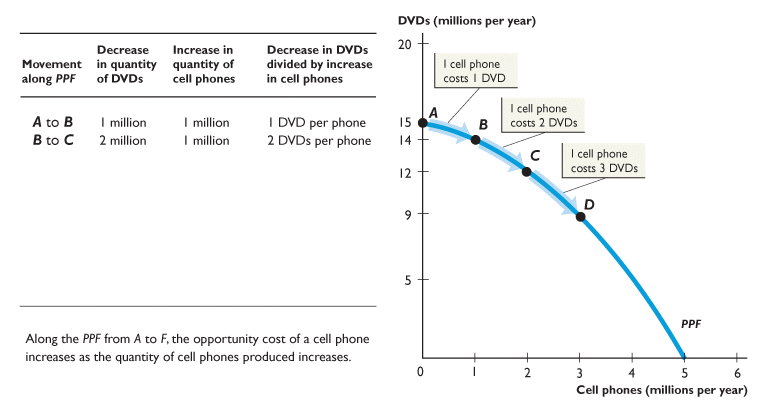 Movement
along PPF
Decrease
in quantity
of DVDs
Increase in
quantity of
cell phones
Decrease in DVDs
divided by increase
in cell phones
A to B 1 million 1 million 1 DVD per phone
B to C 2 million 1 million 2 DVDs per phone
Along the PPF from A to F, the opportunity cost of a cell phone
increases as the quantity of cell phones produced increases.
DVDs (millions per year)
20
1 cell phone
costs 1 DVD
15
A
1 cell phone
costs 2 DVDs
14
B
1 cell phone
costs 3 DVDs
12
C
9
D
5
PPF
0 1 2 3 4 5 6
Cell phones (millions per year)